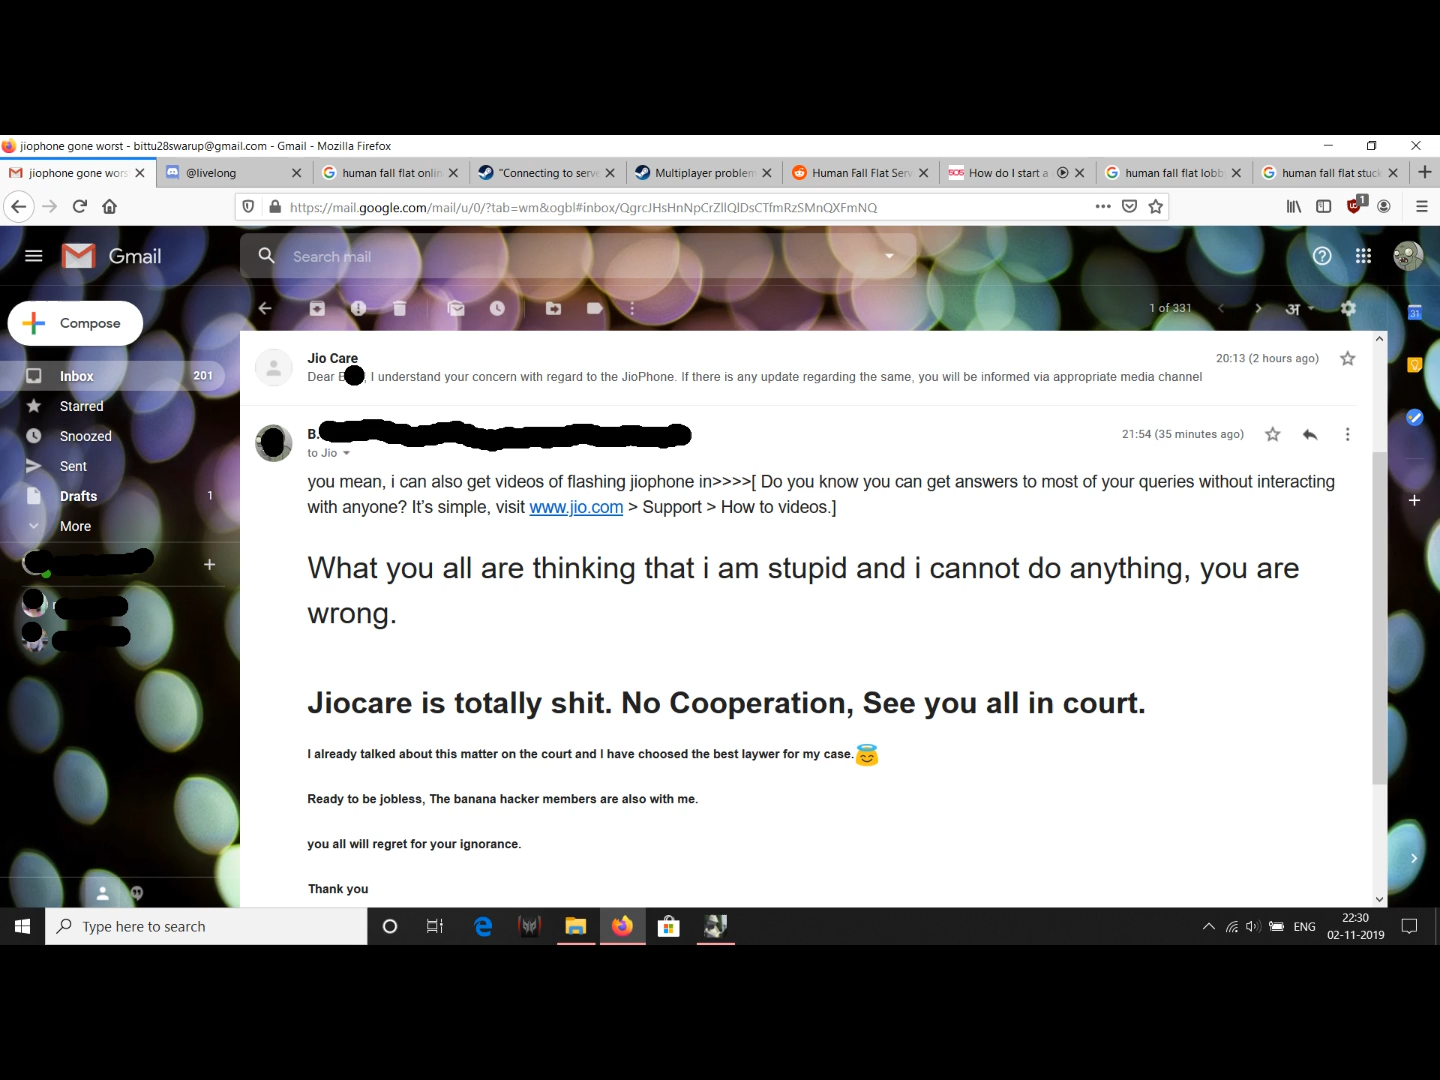 jiophone gone worst - bittu28swarup@gmail.com - Gmail - Mozilla Firefox
jiophone gone wors
@livelong
human fall flat onlin
"Connecting to serve
Multiplayer problem
Human Fall Flat Serv
How do I start a
human fall flat lobb
human fall flat stuck
https://mail.google.com/mail/u/0/?tab=wm&ogbl#inbox/QgrcJHsHnNpCrZllQlDsCTfmRzSMnQXFmNQ
1
Gmail
Search mail
Compose
1 of 331
अ
31
Inbox 201
Starred
Snoozed
Sent
Drafts 1
More
Jio Care
20:13 (2 hours ago)
Dear B , I understand your concern with regard to the JioPhone. If there is any update regarding the same, you will be informed via appropriate media channel
B.
21:54 (35 minutes ago)
to Jio
you mean, i can also get videos of flashing jiophone in>>>>[ Do you know you can get answers to most of your queries without interacting
with anyone? It's simple, visit www.jio.com > Support > How to videos.]
What you all are thinking that i am stupid and i cannot do anything, you are
wrong.
Jiocare is totally shit. No Cooperation, See you all in court.
I already talked about this matter on the court and I have choosed the best laywer for my case.😇
Ready to be jobless, The banana hacker members are also with me.
you all will regret for your ignorance.
Thank you
Type here to search
ENG
22:30
02-11-2019